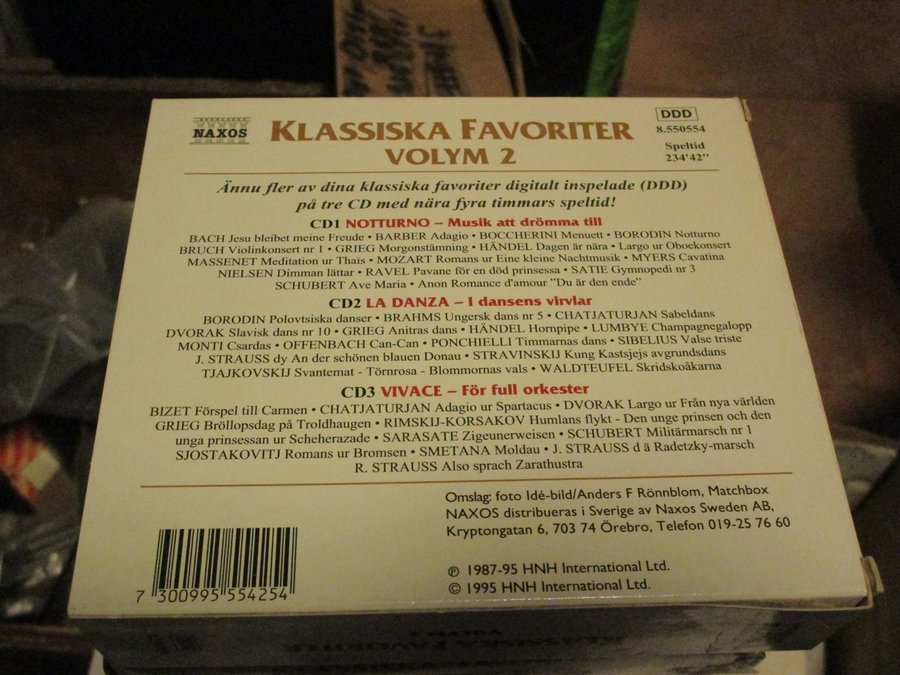 NAXOS
KLASSISKA FAVORITER
VOLYM 2
DDD
8.550554
Speltid
234'42"
Ännu fler av dina klassiska favoriter digitalt inspelade (DDD)
på tre CD med nära fyra timmars speltid!
CD1 NOTTURNO – Musik att drömma till
BACH Jesu bleibet meine Freude • BARBER Adagio • BOCCHERINI Menuett • BORODIN Notturno
BRUCH Violinkonsert nr 1 • GRIEG Morgonstämning • HÄNDEL Dagen är nära • Largo ur Oboekonsert
MASSENET Meditation ur Thaïs • MOZART Romans ur Eine kleine Nachtmusik • MYERS Cavatina
NIELSEN Dimman lättar • RAVEL Pavane för en död prinsessa • SATIE Gymnopedi nr 3
SCHUBERT Ave Maria • Anon Romance d'amour "Du är den ende"
CD2 LA DANZA – I dansens virvlar
BORODIN Polovtsiska danser • BRAHMS Ungersk dans nr 5 • CHATJATURJAN Sabeldans
DVORAK Slavisk dans nr 10 • GRIEG Anitras dans • HÄNDEL Hornpipe • LUMBYE Champagnegalopp
MONTI Csardas • OFFENBACH Can-Can • PONCHIELLI Timmarnas dans • SIBELIUS Valse triste
J. STRAUSS dy An der schönen blauen Donau • STRAVINSKIJ Kung Kastsjejs avgrundsdans
TJAJKOVSKIJ Svantemat - Törnrosa - Blommornas vals • WALDTEUFEL Skridskoåkarna
CD3 VIVACE – För full orkester
BIZET Förspel till Carmen • CHATJATURJAN Adagio ur Spartacus • DVORAK Largo ur Från nya världen
GRIEG Bröllopsdag på Troldhaugen • RIMSKIJ-KORSAKOV Humlans flykt - Den unge prinsen och den
unga prinsessan ur Scheherazade • SARASATE Zigeunerweisen • SCHUBERT Militärmarsch nr 1
SJOSTAKOVITJ Romans ur Bromsen • SMETANA Moldau • J. STRAUSS d ä Radetzky-marsch
R. STRAUSS Also sprach Zarathustra
Omslag: foto Idé-bild/Anders F Rönnblom, Matchbox
NAXOS distribueras i Sverige av Naxos Sweden AB,
Kryptongatan 6, 703 74 Örebro, Telefon 019-25 76 60
℗ 1987-95 HNH International Ltd.
© 1995 HNH International Ltd.
7 300995 554254
KLASSISKA FAVORITER